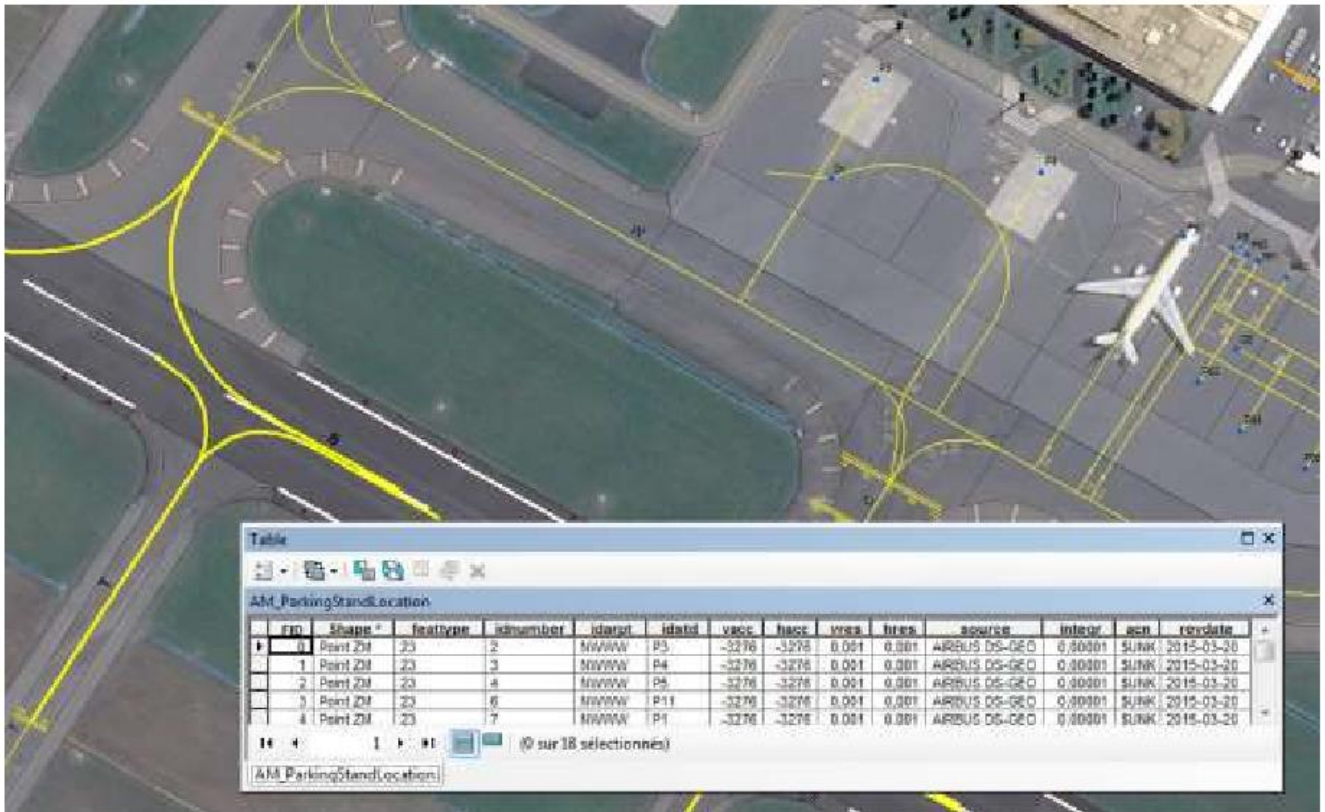 Table
AM_ParkingStandLocation
FID Shape * feattype idnumber idarpt idstd vacc hacc vres hres source integr acn revdate
0 Point ZM 23 2 NWWW P3 -3276 -3276 0,001 0,001 AIRBUS DS-GEO 0,00001 $UNK 2015-03-20
1 Point ZM 23 3 NWWW P4 -3276 -3276 0,001 0,001 AIRBUS DS-GEO 0,00001 $UNK 2015-03-20
2 Point ZM 23 4 NWWW P5 -3276 -3276 0,001 0,001 AIRBUS DS-GEO 0,00001 $UNK 2015-03-20
3 Point ZM 23 6 NWWW P11 -3276 -3276 0,001 0,001 AIRBUS DS-GEO 0,00001 $UNK 2015-03-20
4 Point ZM 23 7 NWWW P1 -3276 -3276 0,001 0,001 AIRBUS DS-GEO 0,00001 $UNK 2015-03-20
1 (0 sur 18 sélectionnés)
AM_ParkingStandLocation